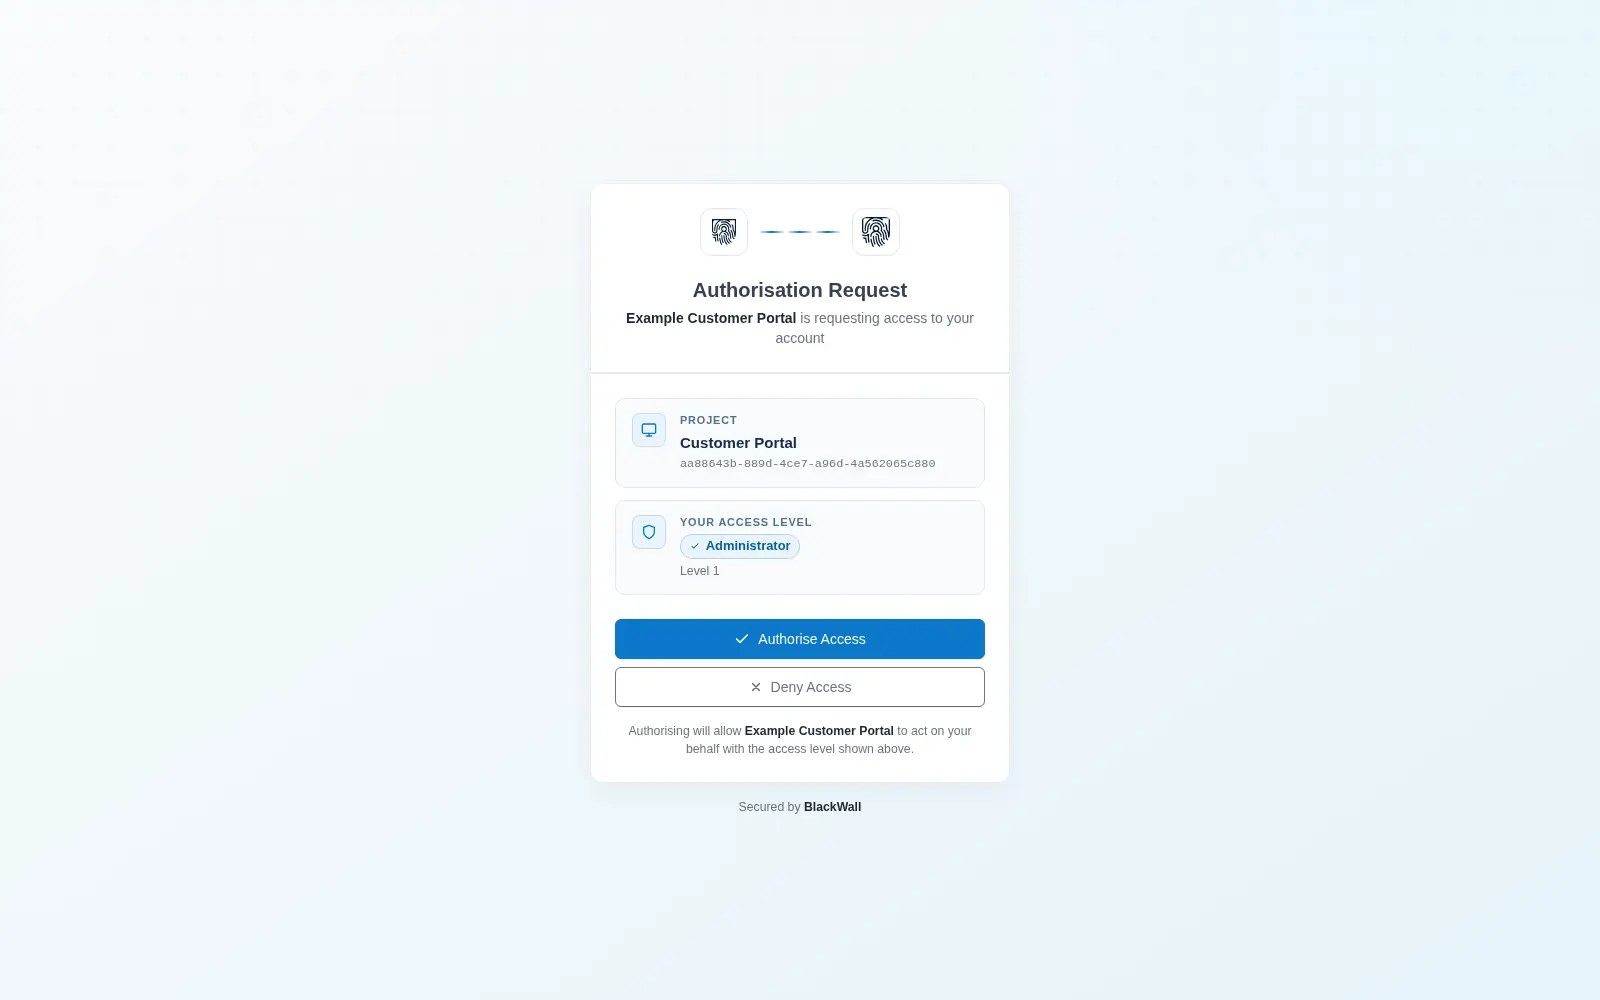 Authorisation Request
Example Customer Portal is requesting access to your
account
PROJECT
Customer Portal
aa88643b-889d-4ce7-a96d-4a562065c880
YOUR ACCESS LEVEL
Administrator
Level 1
Authorise Access
Deny Access
Authorising will allow Example Customer Portal to act on your
behalf with the access level shown above.
Secured by BlackWall